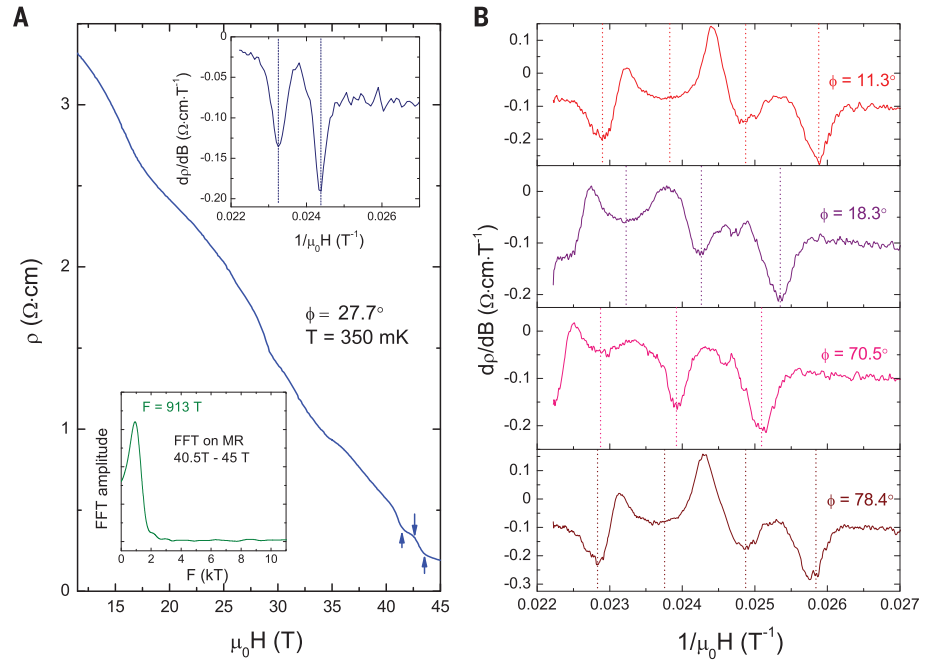 A
ρ (Ω·cm)
3
2
1
0
15
20
25
30
35
40
45
μ₀H (T)
ϕ = 27.7°
T = 350 mK
dρ/dB (Ω·cm·T⁻¹)
0.00
-0.05
-0.10
-0.15
-0.20
0.022
0.024
0.026
1/μ₀H (T⁻¹)
F = 913 T
FFT on MR
40.5T - 45 T
FFT amplitude
0
2
4
6
8
10
F (kT)
B
dρ/dB (Ω·cm·T⁻¹)
0.1
0
-0.1
-0.2
ϕ = 11.3°
0
-0.1
-0.2
ϕ = 18.3°
0
-0.1
-0.2
ϕ = 70.5°
0.1
0
-0.1
-0.2
-0.3
ϕ = 78.4°
0.022
0.023
0.024
0.025
0.026
0.027
1/μ₀H (T⁻¹)